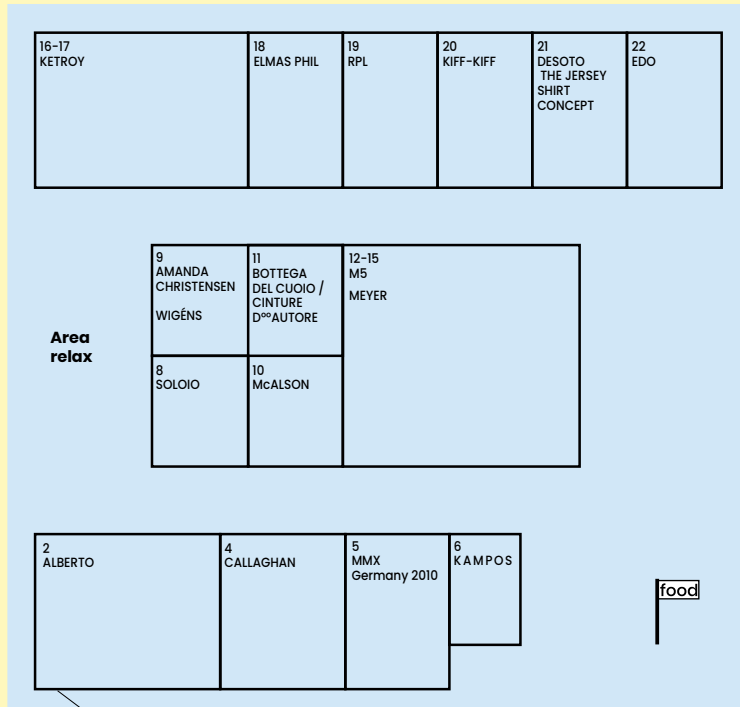 16-17
KETROY
18
ELMAS PHIL
19
RPL
20
KIFF-KIFF
21
DESOTO
THE JERSEY
SHIRT
CONCEPT
22
EDO
9
AMANDA
CHRISTENSEN
WIGÉNS
11
BOTTEGA
DEL CUOIO /
CINTURE
D°°AUTORE
12-15
M5
MEYER
Area
relax
8
SOLOIO
10
McALSON
2
ALBERTO
4
CALLAGHAN
5
MMX
Germany 2010
6
KAMPOS
food